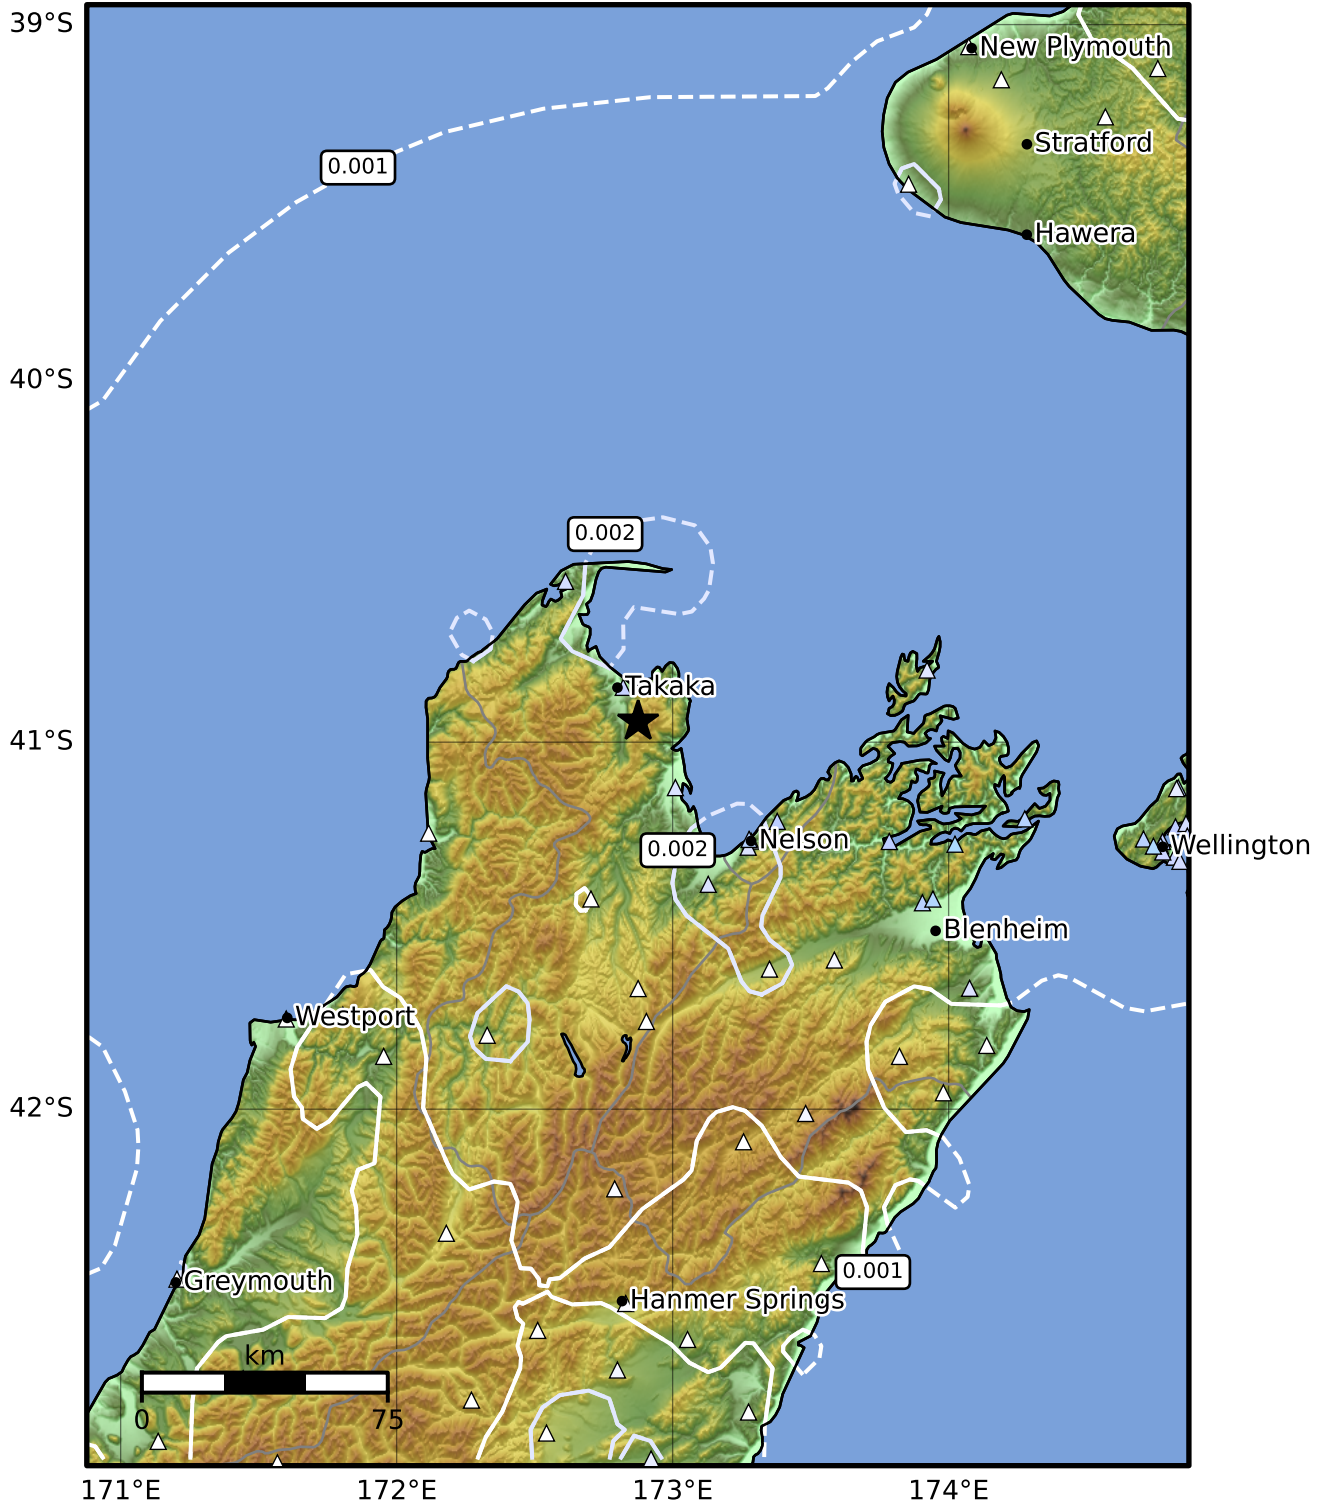 39°S
New Plymouth
Stratford
0.001
Hawera
40°S
0.002
Takaka
41°S
Nelson
0.002
Wellington
Blenheim
Westport
42°S
0.001
Greymouth
Hanmer Springs
km
0 75
171°E 172°E 173°E 174°E